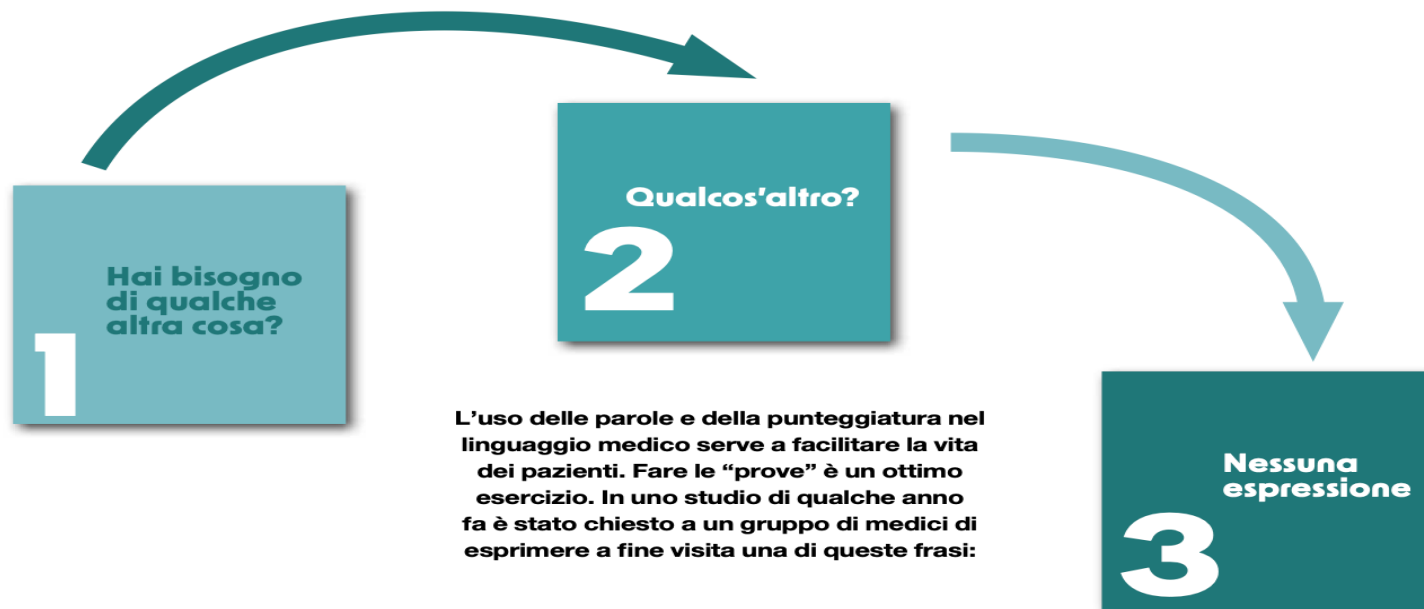 Hai bisogno
di qualche
altra cosa?
1
Qualcos'altro?
2
L’uso delle parole e della punteggiatura nel
linguaggio medico serve a facilitare la vita
dei pazienti. Fare le “prove” è un ottimo
esercizio. In uno studio di qualche anno
fa è stato chiesto a un gruppo di medici di
esprimere a fine visita una di queste frasi:
Nessuna
espressione
3